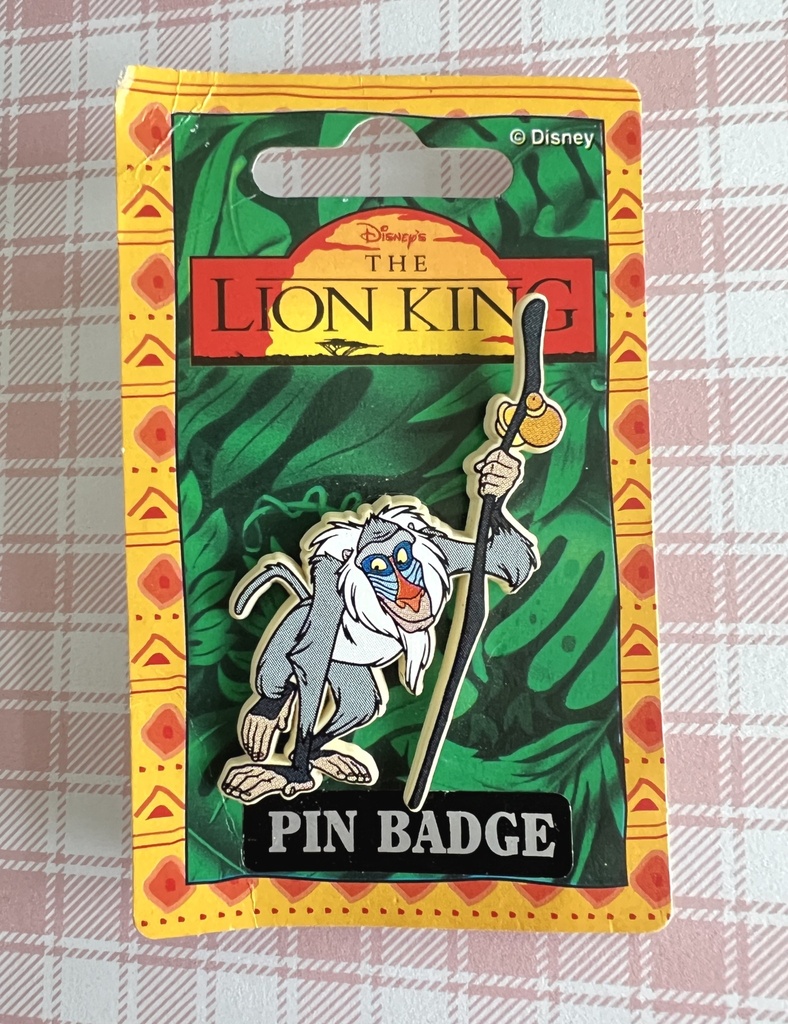 © Disney
Disney's
THE
LION KING
PIN BADGE